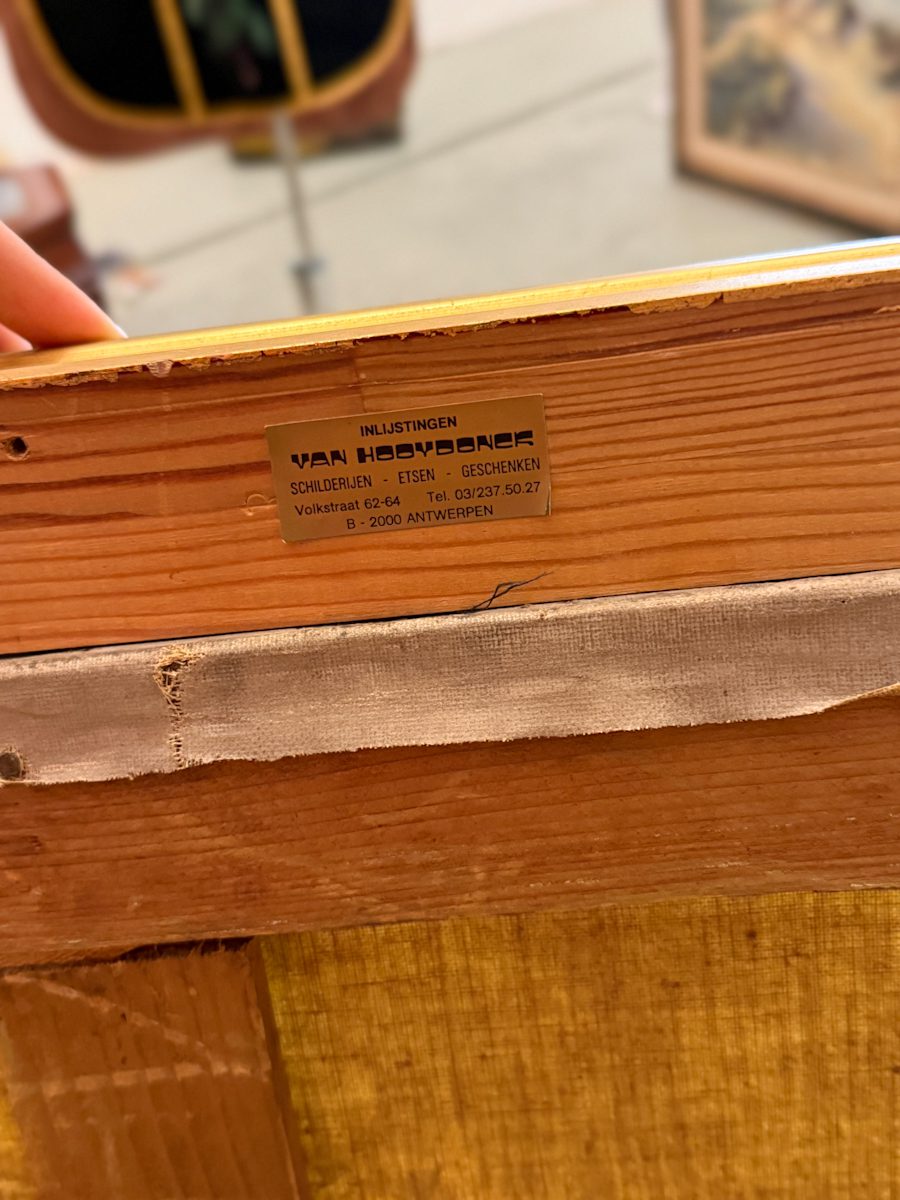 INLIJSTINGEN
VAN HOOYDONCK
SCHILDERIJEN - ETSEN - GESCHENKEN
Volkstraat 62-64 Tel. 03/237.50.27
B - 2000 ANTWERPEN